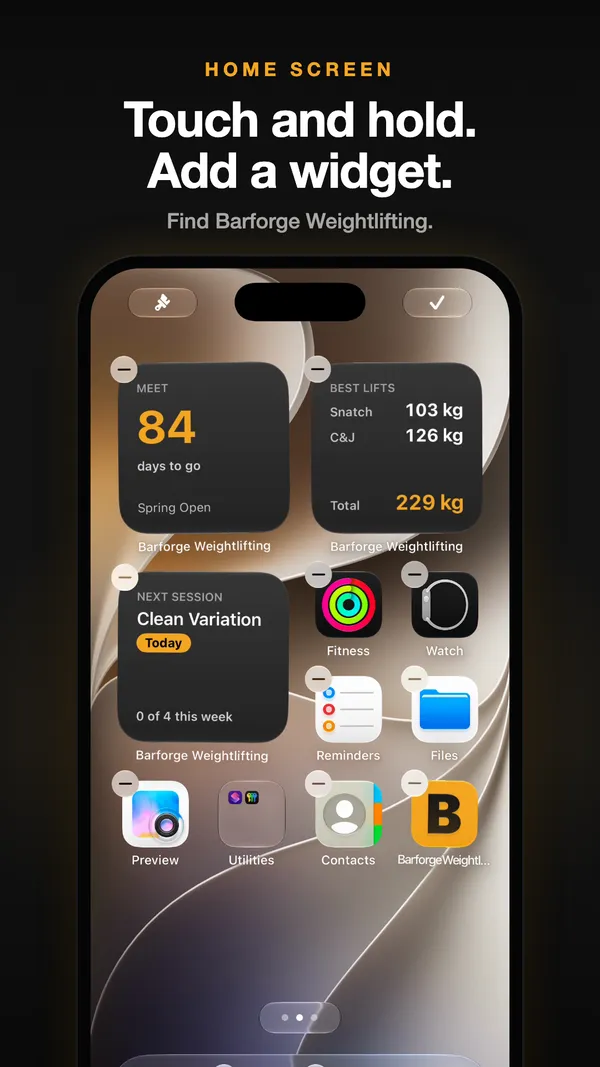 HOME SCREEN
Touch and hold.
Add a widget.
Find Barforge Weightlifting.
MEET
84
days to go
Spring Open
Barforge Weightlifting
BEST LIFTS
Snatch 103 kg
C&J 126 kg
Total 229 kg
Barforge Weightlifting
NEXT SESSION
Clean Variation
Today
0 of 4 this week
Barforge Weightlifting
Fitness
Watch
Reminders
Files
Preview
Utilities
Contacts
B
BarforgeWeightl...